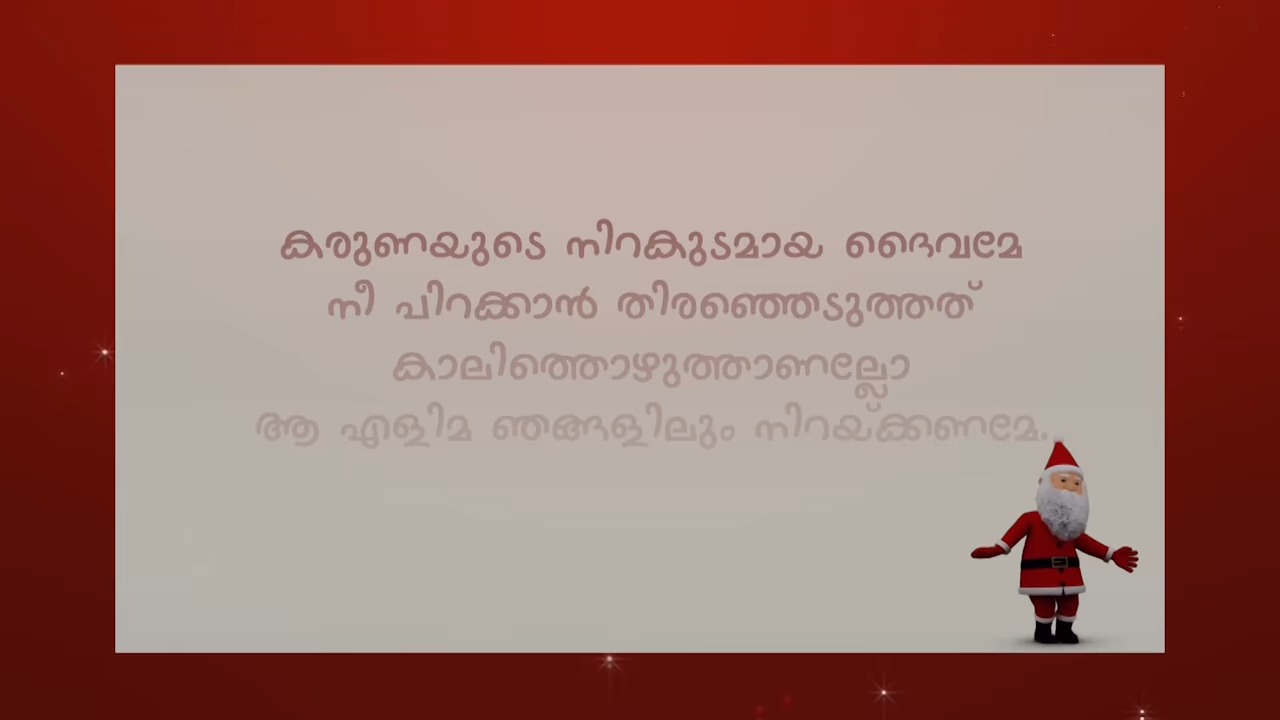 കരുണയുടെ നിറകുടമായ ദൈവമേ
നീ പിറക്കാൻ തിരഞ്ഞെടുത്തത്
കാലിത്തൊഴുത്താണല്ലോ
ആ എളിമ ഞങ്ങളിലും നിറയ്ക്കണമേ.